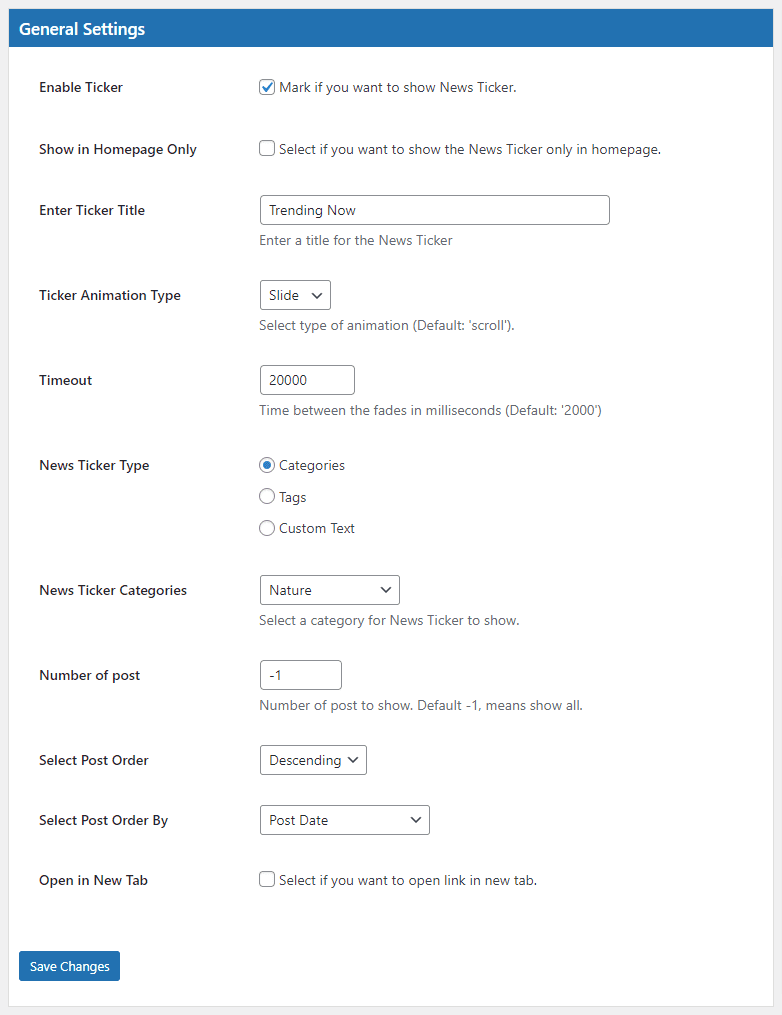 General Settings
Enable Ticker
Mark if you want to show News Ticker.
Show in Homepage Only
Select if you want to show the News Ticker only in homepage.
Enter Ticker Title
Trending Now
Enter a title for the News Ticker
Ticker Animation Type
Slide
Select type of animation (Default: 'scroll').
Timeout
20000
Time between the fades in milliseconds (Default: '2000')
News Ticker Type
Categories
Tags
Custom Text
News Ticker Categories
Nature
Select a category for News Ticker to show.
Number of post
-1
Number of post to show. Default -1, means show all.
Select Post Order
Descending
Select Post Order By
Post Date
Open in New Tab
Select if you want to open link in new tab.
Save Changes